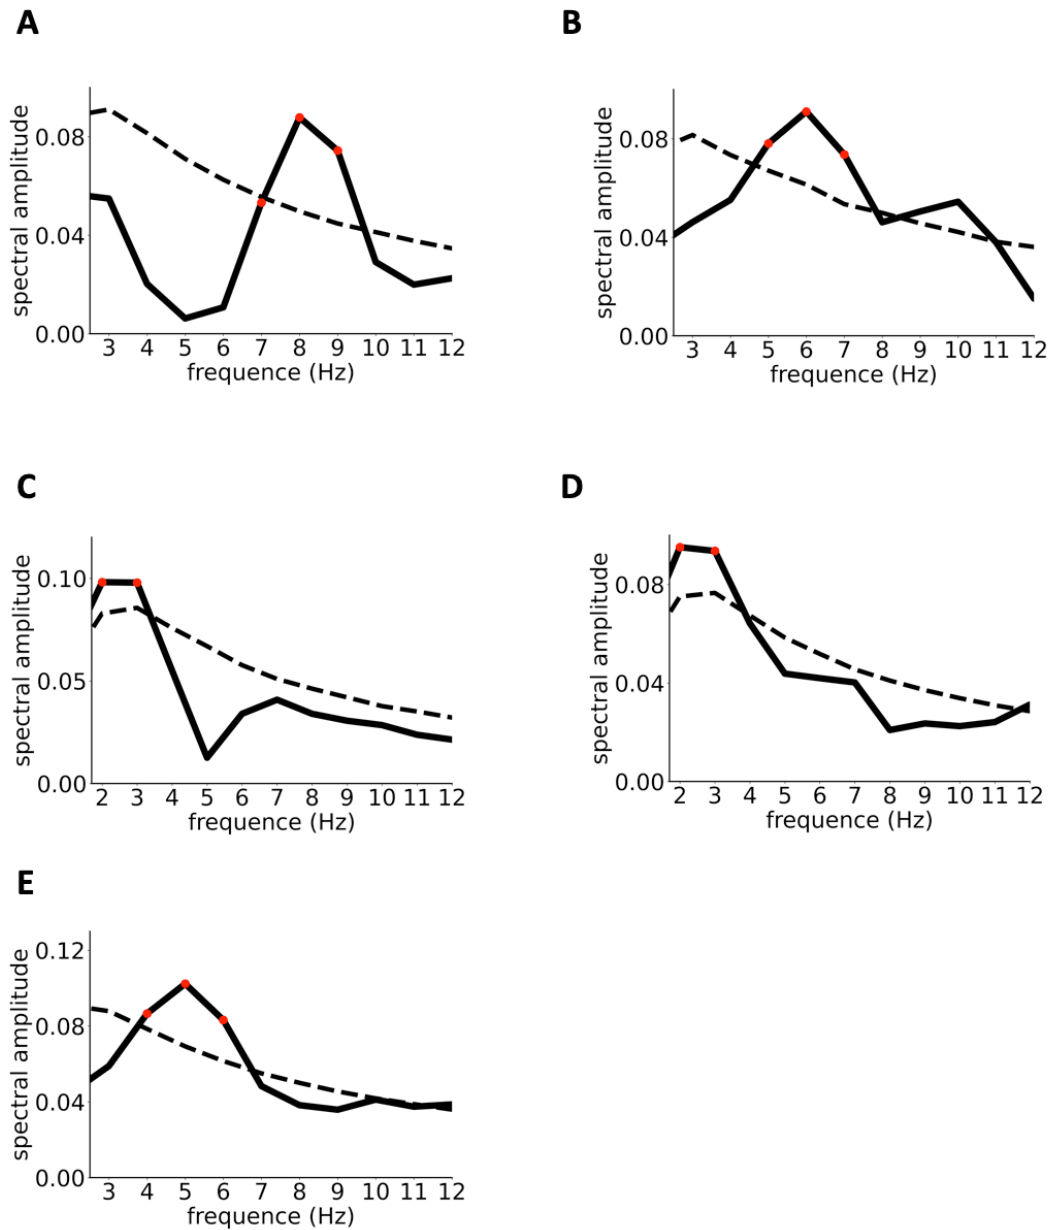 A
spectral amplitude
0.08
0.04
0.00
3 4 5 6 7 8 9 10 11 12
frequence (Hz)
B
spectral amplitude
0.08
0.04
0.00
3 4 5 6 7 8 9 10 11 12
frequence (Hz)
C
spectral amplitude
0.10
0.05
0.00
2 3 4 5 6 7 8 9 10 11 12
frequence (Hz)
D
spectral amplitude
0.08
0.04
0.00
2 3 4 5 6 7 8 9 10 11 12
frequence (Hz)
E
spectral amplitude
0.12
0.08
0.04
0.00
3 4 5 6 7 8 9 10 11 12
frequence (Hz)